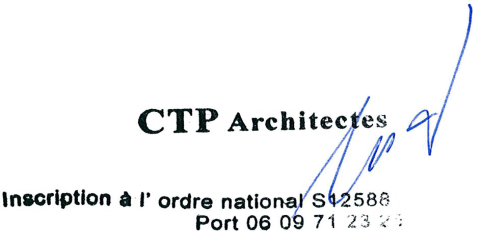 CTP Architectes
Inscription à l' ordre national S12588
Port 06 09 71 23